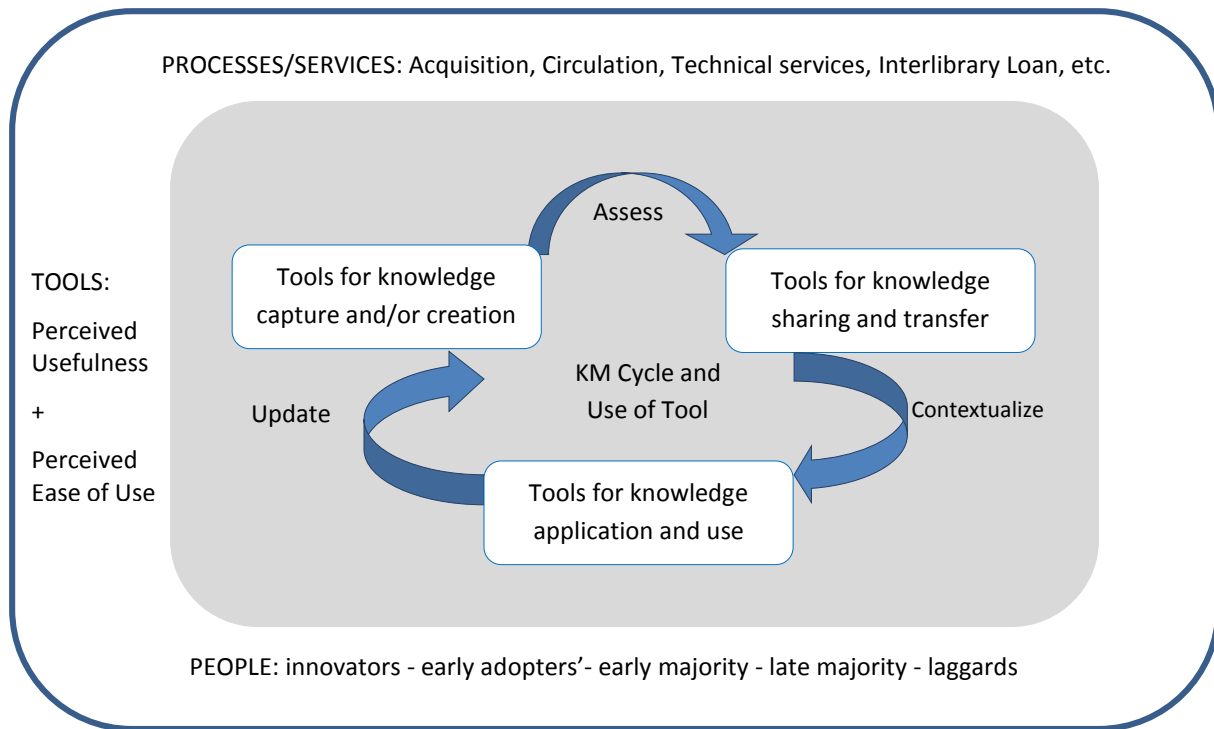 PROCESSES/SERVICES: Acquisition, Circulation, Technical services, Interlibrary Loan, etc.
Assess
Tools for knowledge
capture and/or creation
Tools for knowledge
sharing and transfer
TOOLS:
Perceived
Usefulness
+
Perceived
Ease of Use
KM Cycle and
Use of Tool
Update
Contextualize
Tools for knowledge
application and use
PEOPLE: innovators - early adopters’- early majority - late majority - laggards